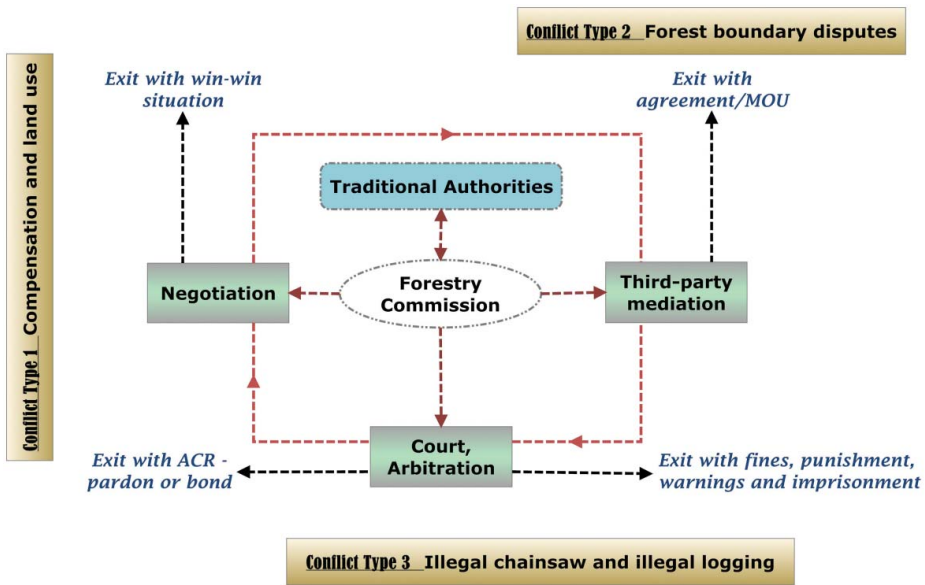 Conflict Type 2 Forest boundary disputes
Conflict Type 1 Compensation and land use
Exit with win-win
situation
Exit with
agreement/MOU
Traditional Authorities
Negotiation
Forestry
Commission
Third-party
mediation
Court,
Arbitration
Exit with ACR -
pardon or bond
Exit with fines, punishment,
warnings and imprisonment
Conflict Type 3 Illegal chainsaw and illegal logging